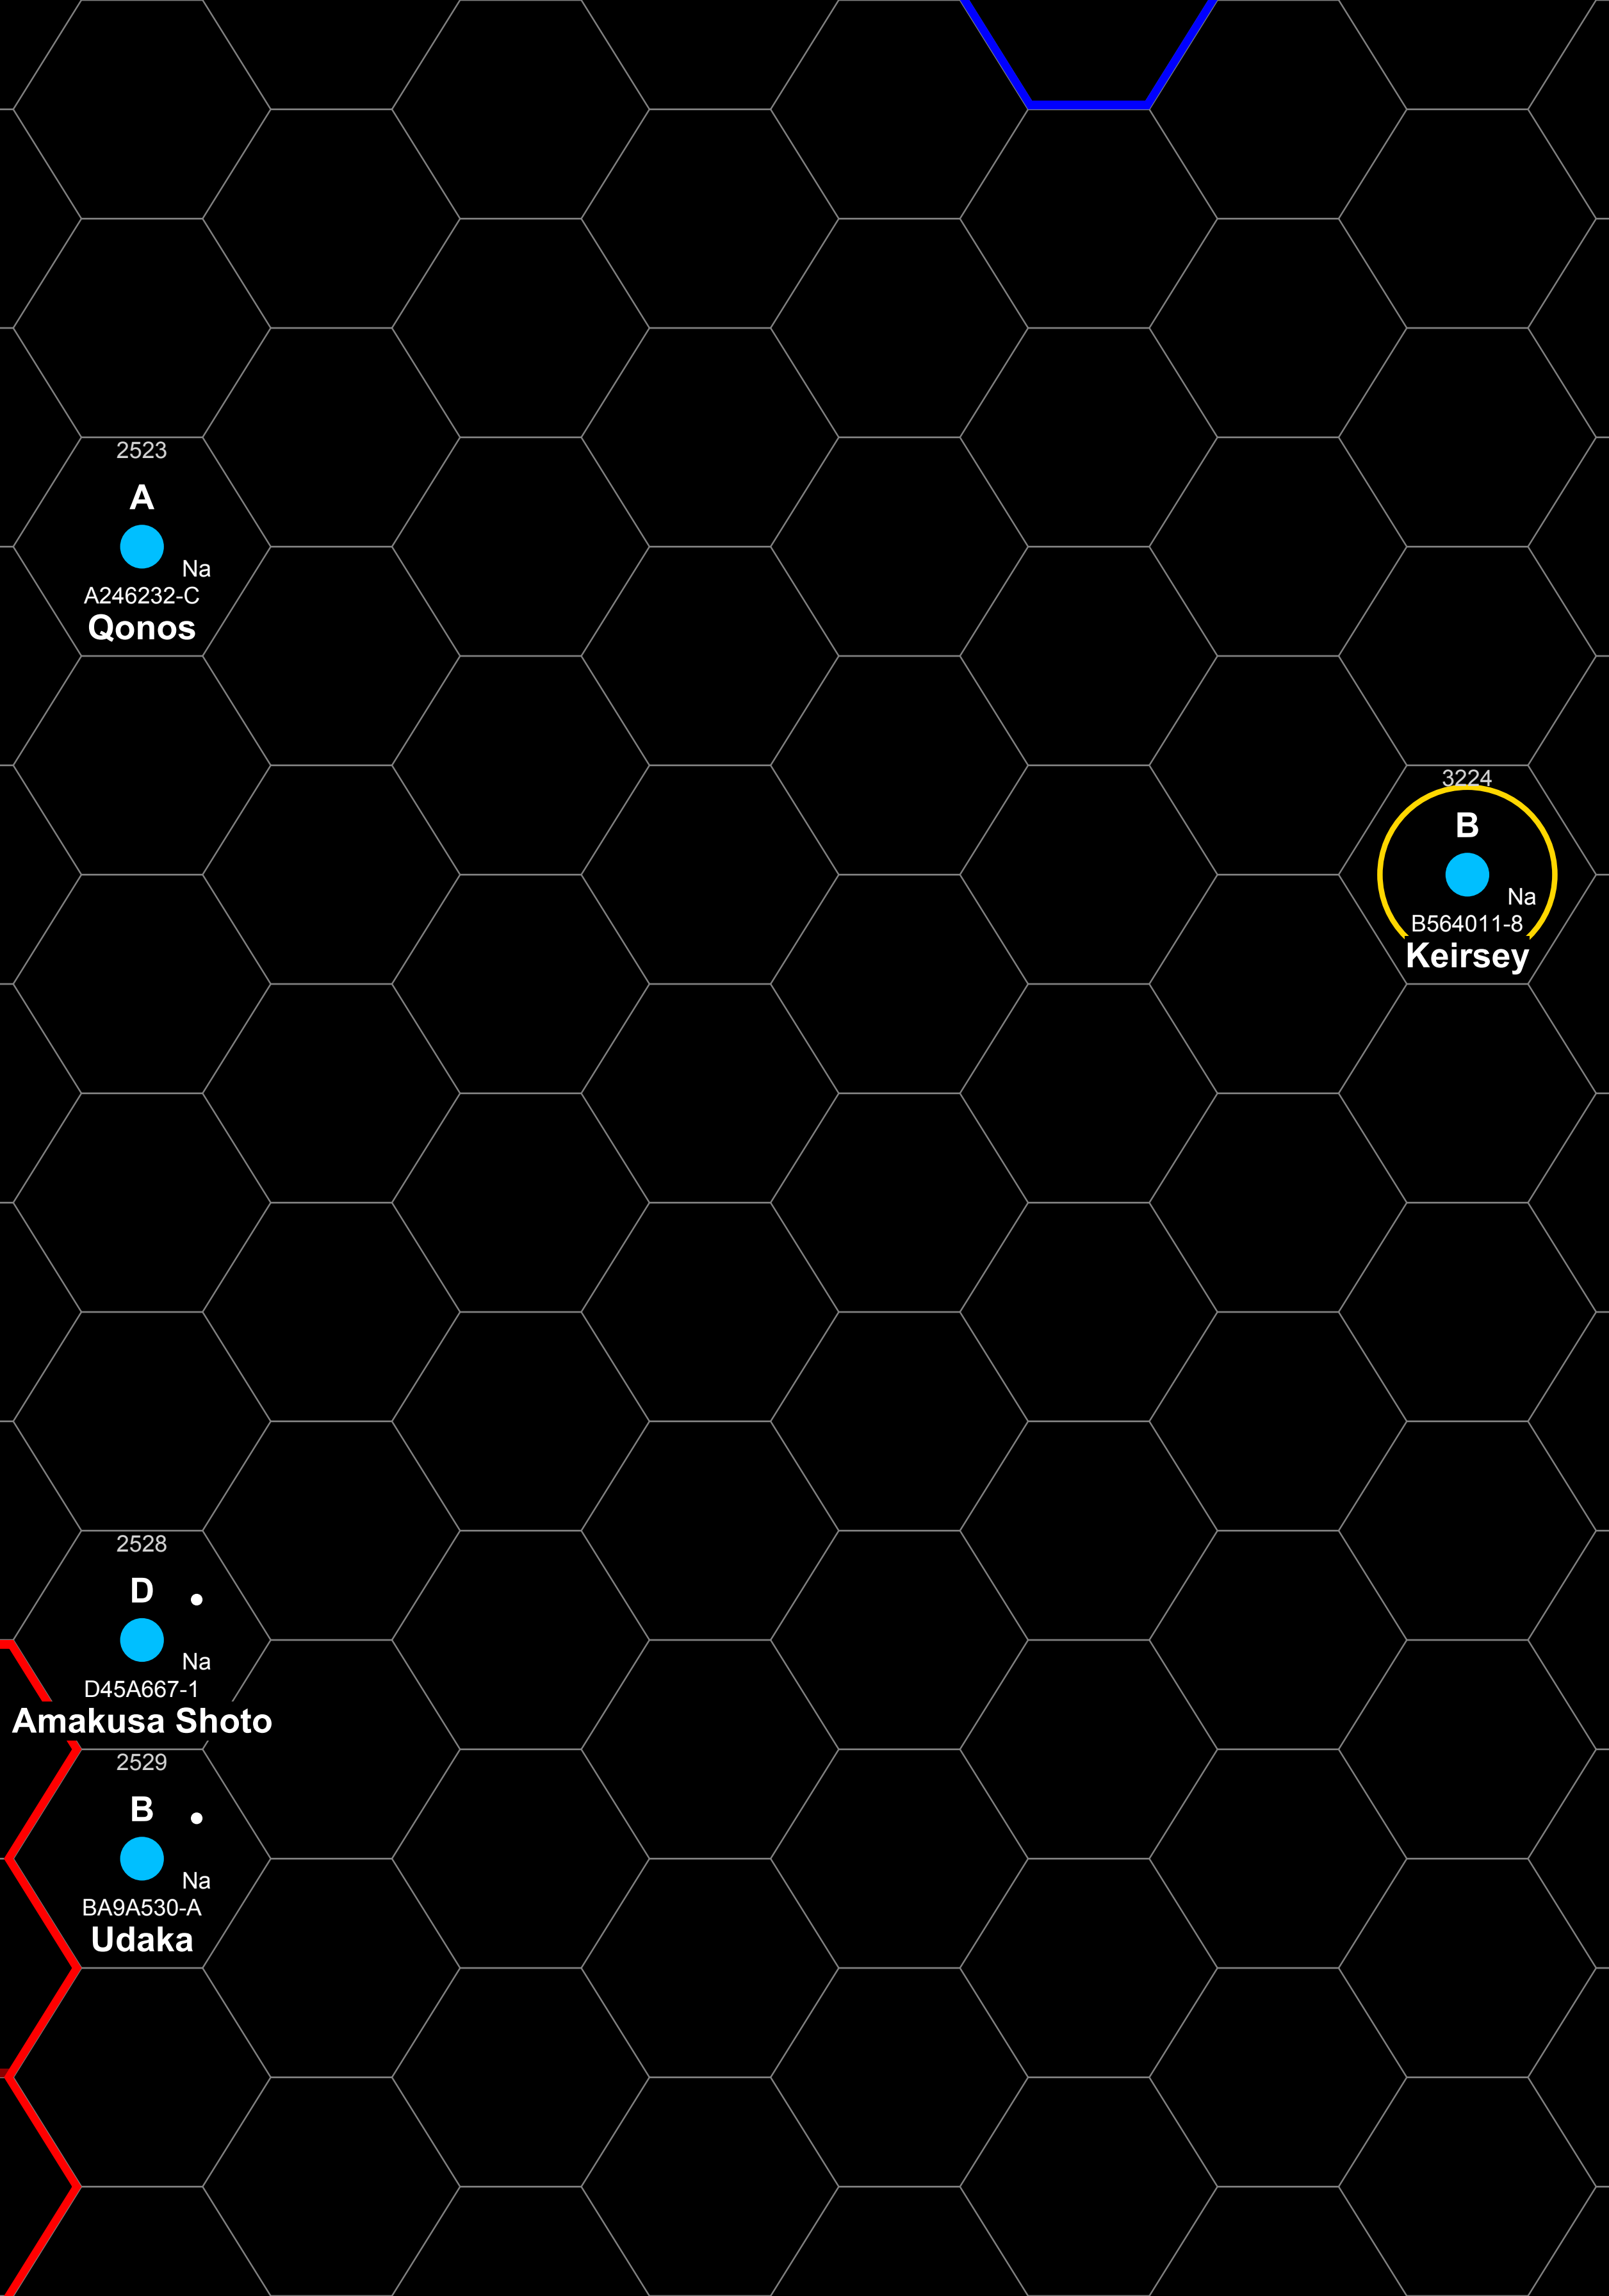 2523
A
Na
A246232-C
Qonos
3224
B
Na
B564011-8
Keirsey
2528
D
Na
D45A667-1
Amakusa Shoto
2529
B
Na
BA9A530-A
Udaka